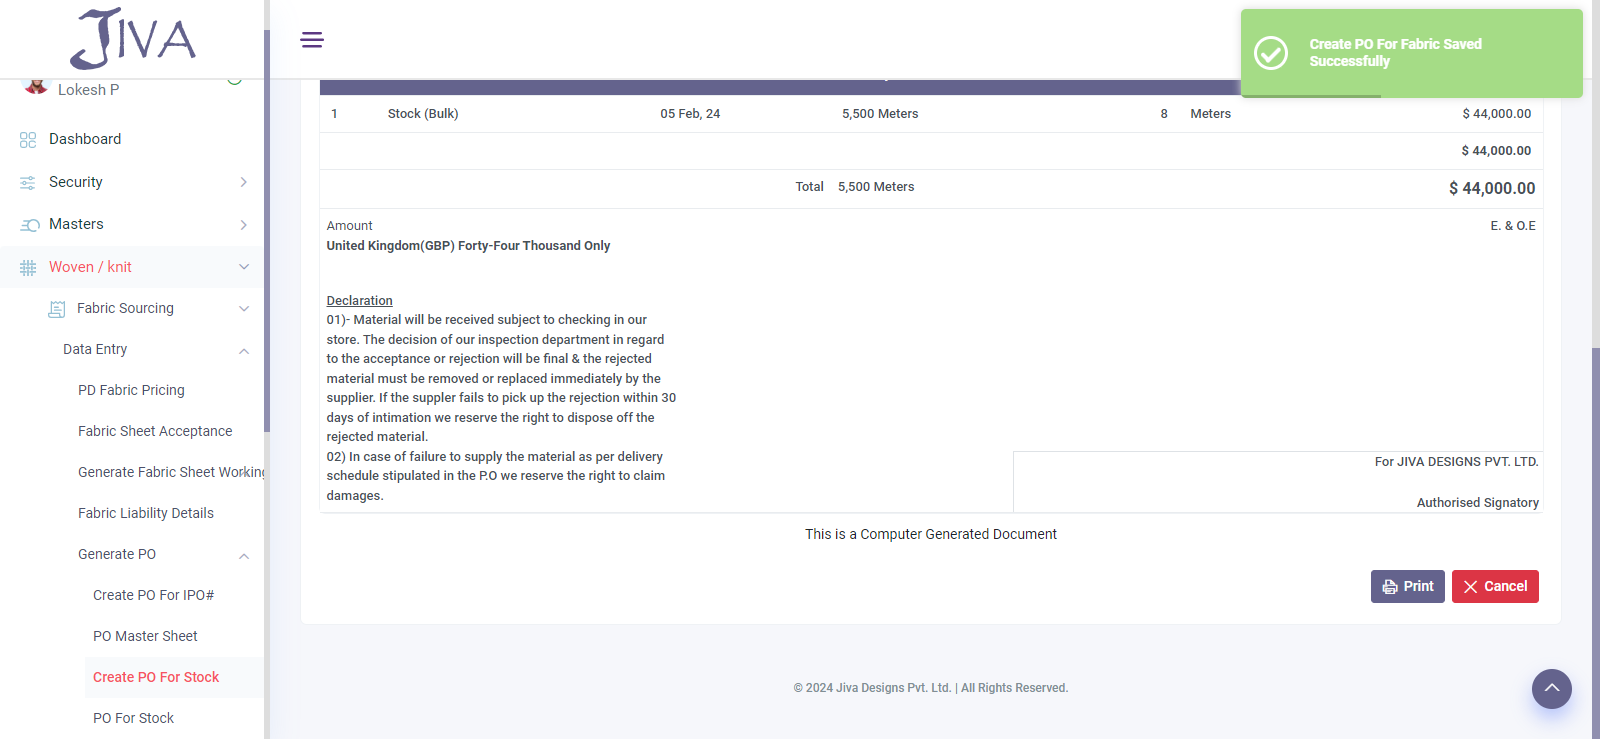 JIVA
Lokesh P
Dashboard
Security
Masters
Woven / knit
Fabric Sourcing
Data Entry
PD Fabric Pricing
Fabric Sheet Acceptance
Generate Fabric Sheet Working
Fabric Liability Details
Generate PO
Create PO For IPO#
PO Master Sheet
Create PO For Stock
PO For Stock
Create PO For Fabric Saved
Successfully
1 Stock (Bulk) 05 Feb, 24 5,500 Meters 8 Meters $ 44,000.00
$ 44,000.00
Total 5,500 Meters $ 44,000.00
Amount E. & O.E
United Kingdom(GBP) Forty-Four Thousand Only
Declaration
01)- Material will be received subject to checking in our
store. The decision of our inspection department in regard
to the acceptance or rejection will be final & the rejected
material must be removed or replaced immediately by the
supplier. If the suppler fails to pick up the rejection within 30
days of intimation we reserve the right to dispose off the
rejected material.
02) In case of failure to supply the material as per delivery
schedule stipulated in the P.O we reserve the right to claim
damages.
For JIVA DESIGNS PVT. LTD.
Authorised Signatory
This is a Computer Generated Document
Print
Cancel
© 2024 Jiva Designs Pvt. Ltd. | All Rights Reserved.